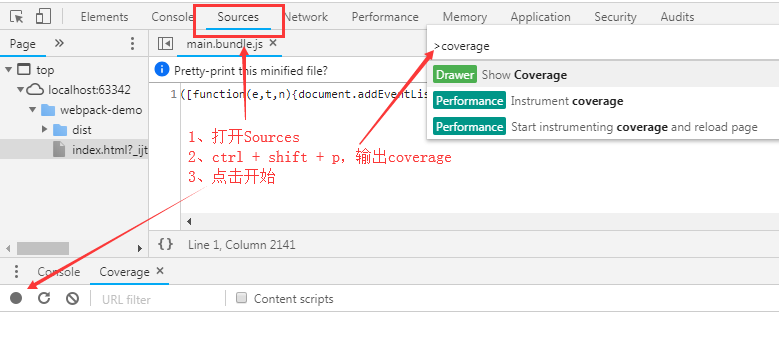 Elements Console Sources Network Performance Memory Application Security Audits
Page
main.bundle.js
>coverage
top
localhost:63342
webpack-demo
dist
index.html?_ijt
Pretty-print this minified file?
1([function(e,t,n){document.addEventLis
Drawer Show Coverage
Performance Instrument coverage
Performance Start instrumenting coverage and reload page
1、打开Sources
2、ctrl + shift + p，输出coverage
3、点击开始
{} Line 1, Column 2141
Console Coverage
URL filter Content scripts